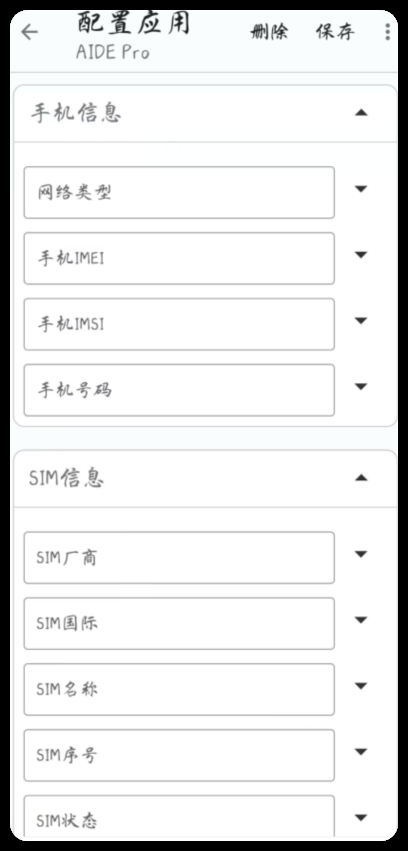 配置应用
删除
保存
AIDE Pro
手机信息
网络类型
手机IMEI
手机IMSI
手机号码
SIM信息
SIM厂商
SIM国际
SIM名称
SIM序号
SIM状态